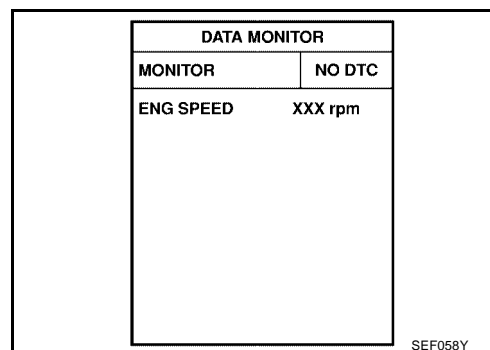 DATA MONITOR
MONITOR NO DTC
ENG SPEED XXX rpm
SEF058Y